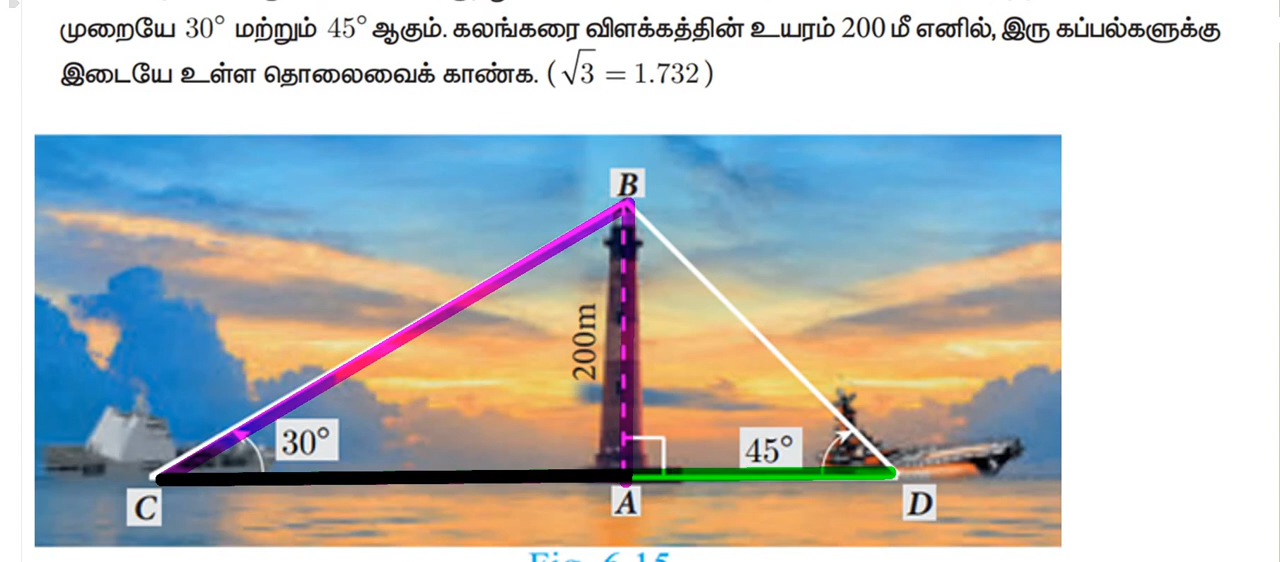 முறையே 30° மற்றும் 45° ஆகும். கலங்கரை விளக்கத்தின் உயரம் 200 மீ எனில், இரு கப்பல்களுக்கு
இடையே உள்ள தொலைவைக் காண்க. (√3 = 1.732)
B
200m
30°
45°
C
A
D